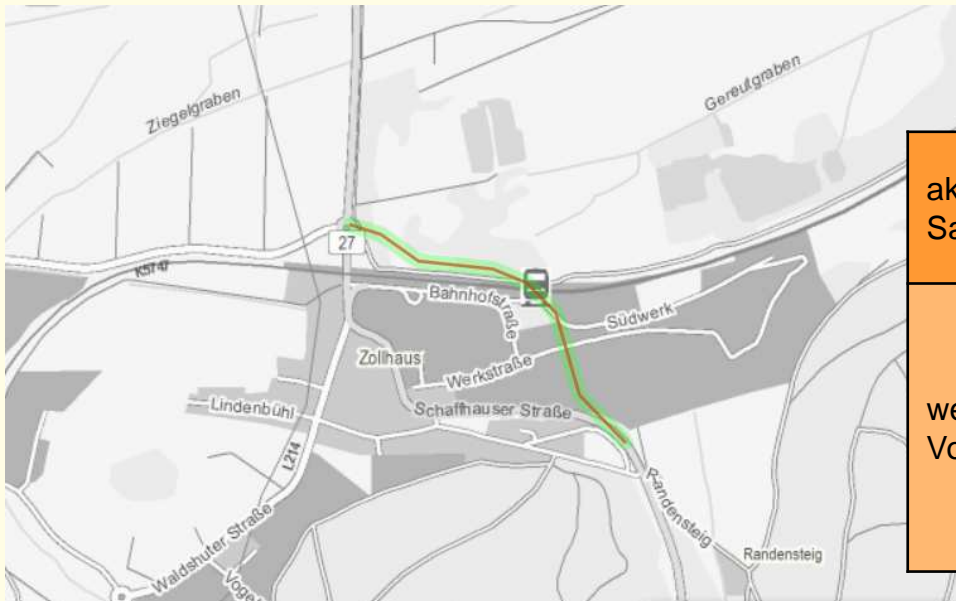 Ziegelgraben
Gereutgraben
27
K5747
Bahnhofstraße
Südwerk
Zollhaus
Werkstraße
Lindenbühl
Schaffhauser Straße
L214
Randensteig
Waldshuter Straße
Randensteig
Vogel
ak
Sa
we
Vo